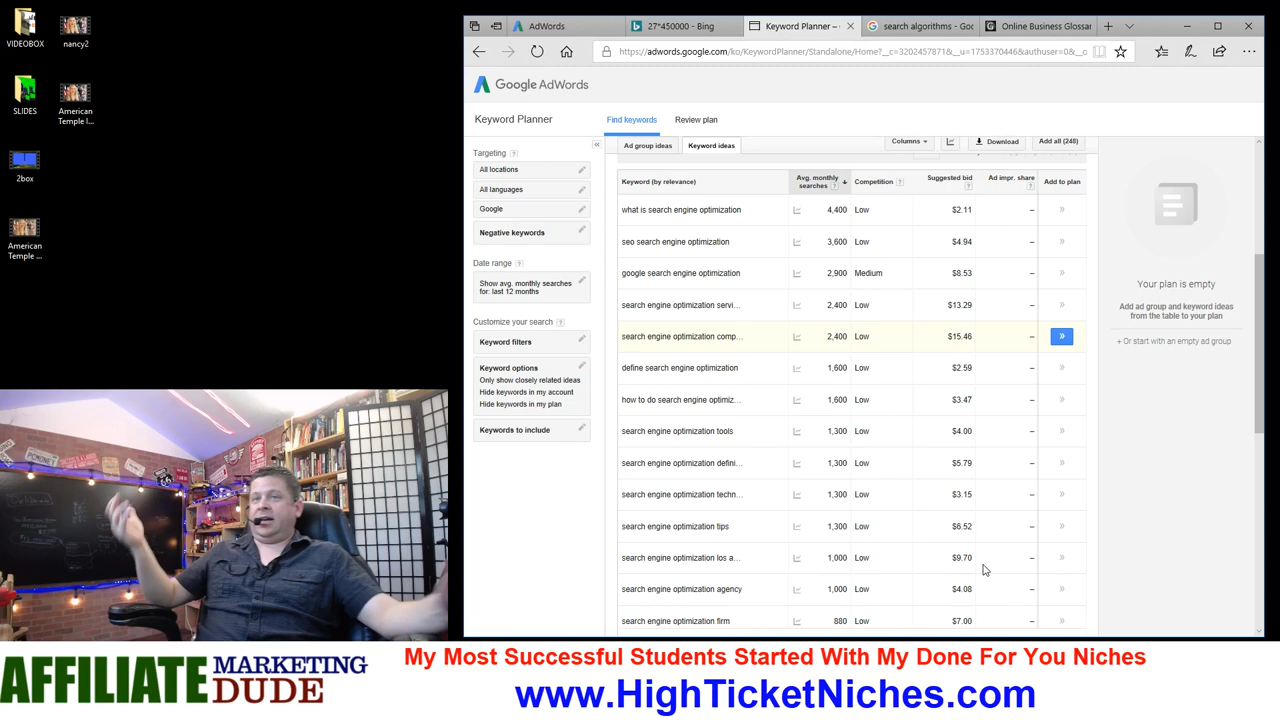 VIDEOBOX
nancy2
SLIDES
American
Temple I...
2box
American
Temple ...
AdWords
27*450000 - Bing
Keyword Planner –
search algorithms - Goo
Online Business Glossar
https://adwords.google.com/ko/KeywordPlanner/Standalone/Home?__c=3202457871&__u=1753370446&authuser=0&__o
Google AdWords
Keyword Planner
Find keywords
Review plan
Targeting ?
All locations
All languages
Google
Negative keywords
Date range ?
Show avg. monthly searches
for: last 12 months
Customize your search ?
Keyword filters
Keyword options
Only show closely related ideas
Hide keywords in my account
Hide keywords in my plan
Keywords to include
Ad group ideas
Keyword ideas
Columns
Download
Add all (248)
Keyword (by relevance) Avg. monthly searches ? Competition ? Suggested bid ? Ad impr. share ? Add to plan
what is search engine optimization 4,400 Low $2.11 –
seo search engine optimization 3,600 Low $4.94 –
google search engine optimization 2,900 Medium $8.53 –
search engine optimization servi... 2,400 Low $13.29 –
search engine optimization comp... 2,400 Low $15.46 –
define search engine optimization 1,600 Low $2.59 –
how to do search engine optimiz... 1,600 Low $3.47 –
search engine optimization tools 1,300 Low $4.00 –
search engine optimization defini... 1,300 Low $5.79 –
search engine optimization techn... 1,300 Low $3.15 –
search engine optimization tips 1,300 Low $6.52 –
search engine optimization los a... 1,000 Low $9.70 –
search engine optimization agency 1,000 Low $4.08 –
search engine optimization firm 880 Low $7.00 –
Your plan is empty
Add ad group and keyword ideas
from the table to your plan
+ Or start with an empty ad group
AFFILIATE MARKETING DUDE
My Most Successful Students Started With My Done For You Niches
www.HighTicketNiches.com